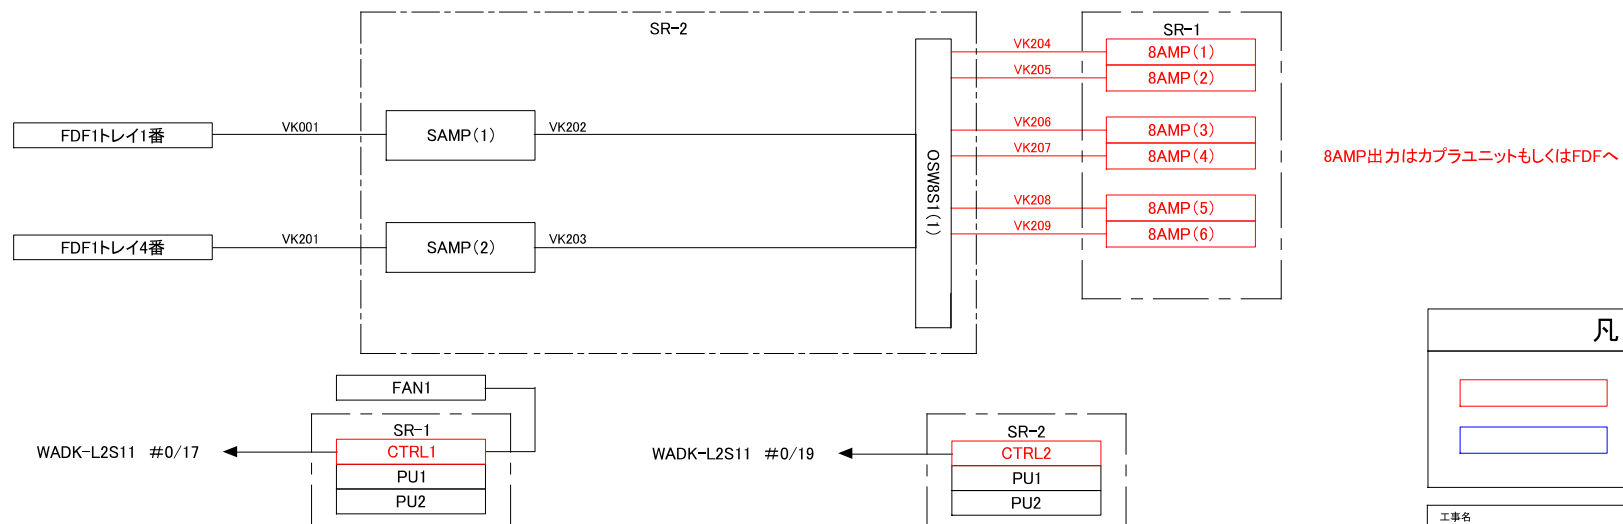 SR-2
SR-1
VK204
8AMP(1)
VK205
8AMP(2)
FDF1トレイ1番
VK001
SAMP(1)
VK202
VK206
8AMP(3)
VK207
8AMP(4)
8AMP出力はカプラユニットもしくはFDFへ
OSW8S1(1)
VK208
8AMP(5)
VK209
8AMP(6)
FDF1トレイ4番
VK201
SAMP(2)
VK203
凡
FAN1
SR-1
WADK-L2S11 #0/17
CTRL1
PU1
PU2
SR-2
WADK-L2S11 #0/19
CTRL2
PU1
PU2
工事名